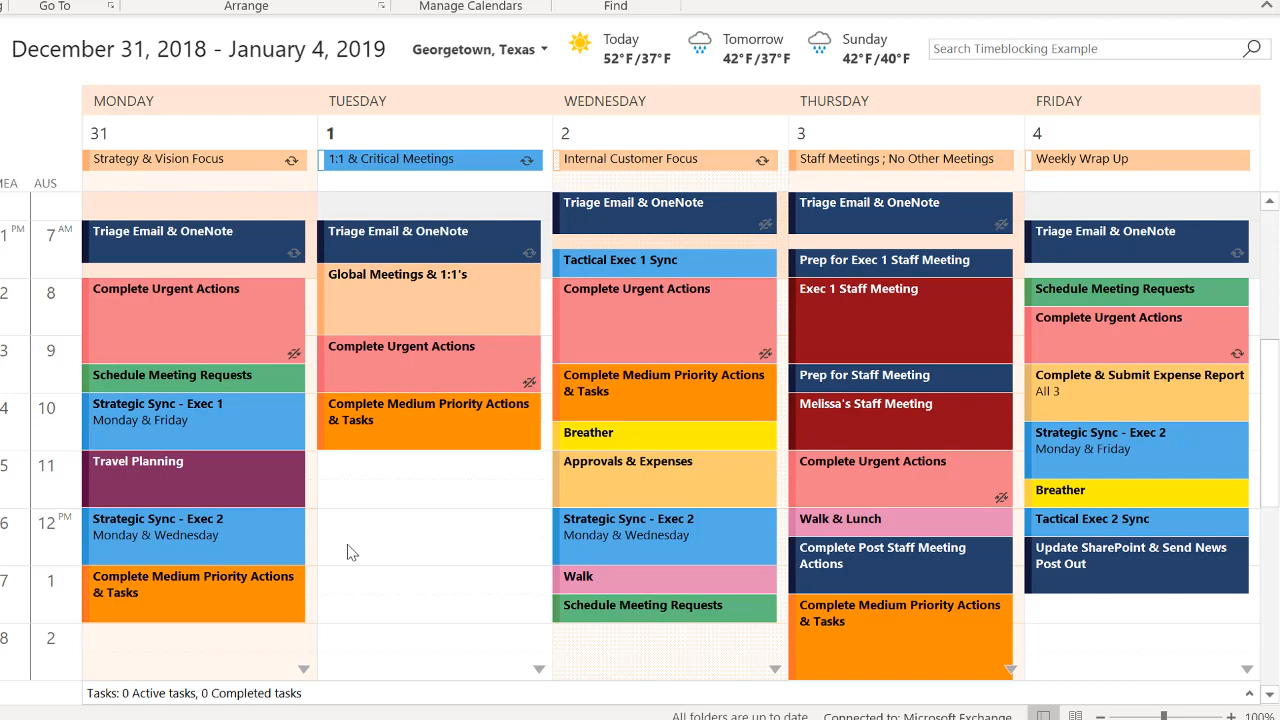 Go To Arrange Manage Calendars Find
December 31, 2018 - January 4, 2019
Georgetown, Texas
Today
52°F/37°F
Tomorrow
42°F/37°F
Sunday
42°F/40°F
Search Timeblocking Example
MONDAY TUESDAY WEDNESDAY THURSDAY FRIDAY
31 1 2 3 4
Strategy & Vision Focus
1:1 & Critical Meetings
Internal Customer Focus
Staff Meetings ; No Other Meetings
Weekly Wrap Up
MEA AUS
1 PM 7 AM
2 8
3 9
4 10
5 11
6 12 PM
7 1
8 2
Triage Email & OneNote
Complete Urgent Actions
Schedule Meeting Requests
Strategic Sync - Exec 1
Monday & Friday
Travel Planning
Strategic Sync - Exec 2
Monday & Wednesday
Complete Medium Priority Actions
& Tasks
Triage Email & OneNote
Global Meetings & 1:1's
Complete Urgent Actions
Complete Medium Priority Actions
& Tasks
Triage Email & OneNote
Tactical Exec 1 Sync
Complete Urgent Actions
Complete Medium Priority Actions
& Tasks
Breather
Approvals & Expenses
Strategic Sync - Exec 2
Monday & Wednesday
Walk
Schedule Meeting Requests
Triage Email & OneNote
Prep for Exec 1 Staff Meeting
Exec 1 Staff Meeting
Prep for Staff Meeting
Melissa's Staff Meeting
Complete Urgent Actions
Walk & Lunch
Complete Post Staff Meeting
Actions
Complete Medium Priority Actions
& Tasks
Triage Email & OneNote
Schedule Meeting Requests
Complete Urgent Actions
Complete & Submit Expense Report
All 3
Strategic Sync - Exec 2
Monday & Friday
Breather
Tactical Exec 2 Sync
Update SharePoint & Send News
Post Out
Tasks: 0 Active tasks, 0 Completed tasks
All folders are up to date. Connected to: Microsoft Exchange 100%